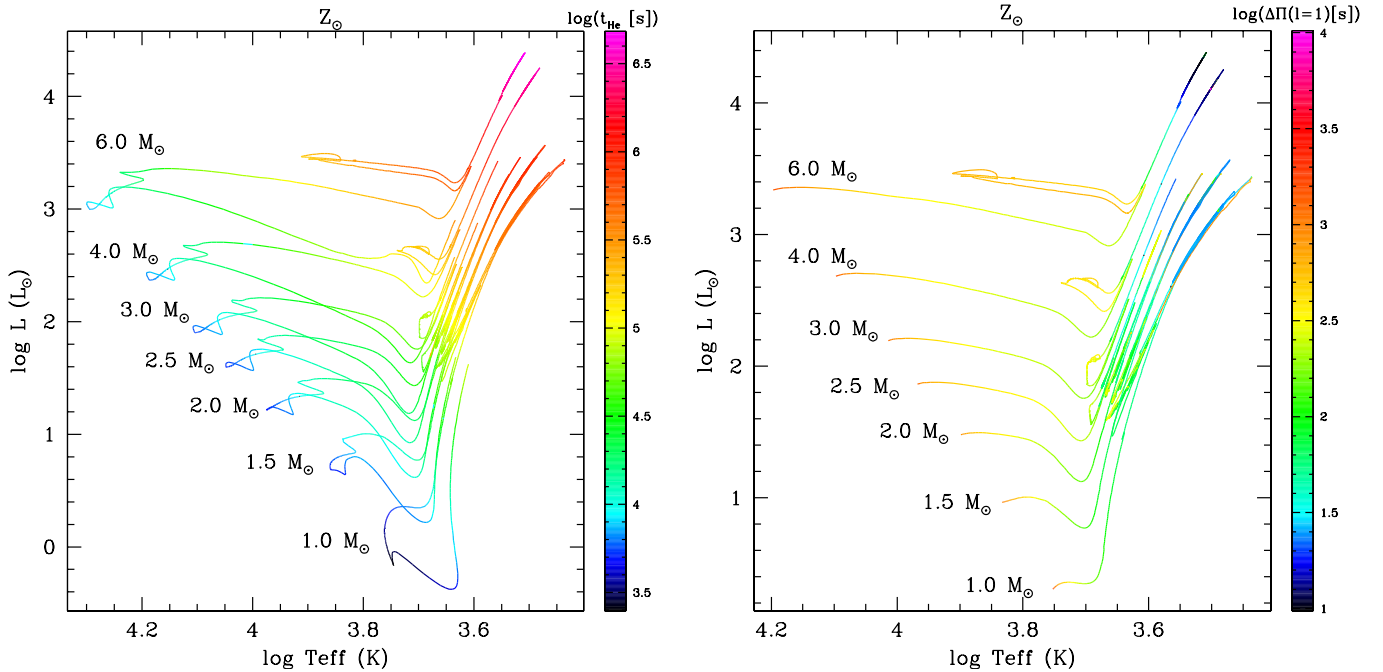 Z⊙
log(t_He [s])
6.5
6
5.5
5
4.5
4
3.5
4
3
2
1
0
log L (L⊙)
6.0 M⊙
4.0 M⊙
3.0 M⊙
2.5 M⊙
2.0 M⊙
1.5 M⊙
1.0 M⊙
4.2
4
3.8
3.6
log Teff (K)
Z⊙
log(ΔΠ(l=1)[s])
4
3.5
3
2.5
2
1.5
1
4
3
2
1
log L (L⊙)
6.0 M⊙
4.0 M⊙
3.0 M⊙
2.5 M⊙
2.0 M⊙
1.5 M⊙
1.0 M⊙
4.2
4
3.8
3.6
log Teff (K)